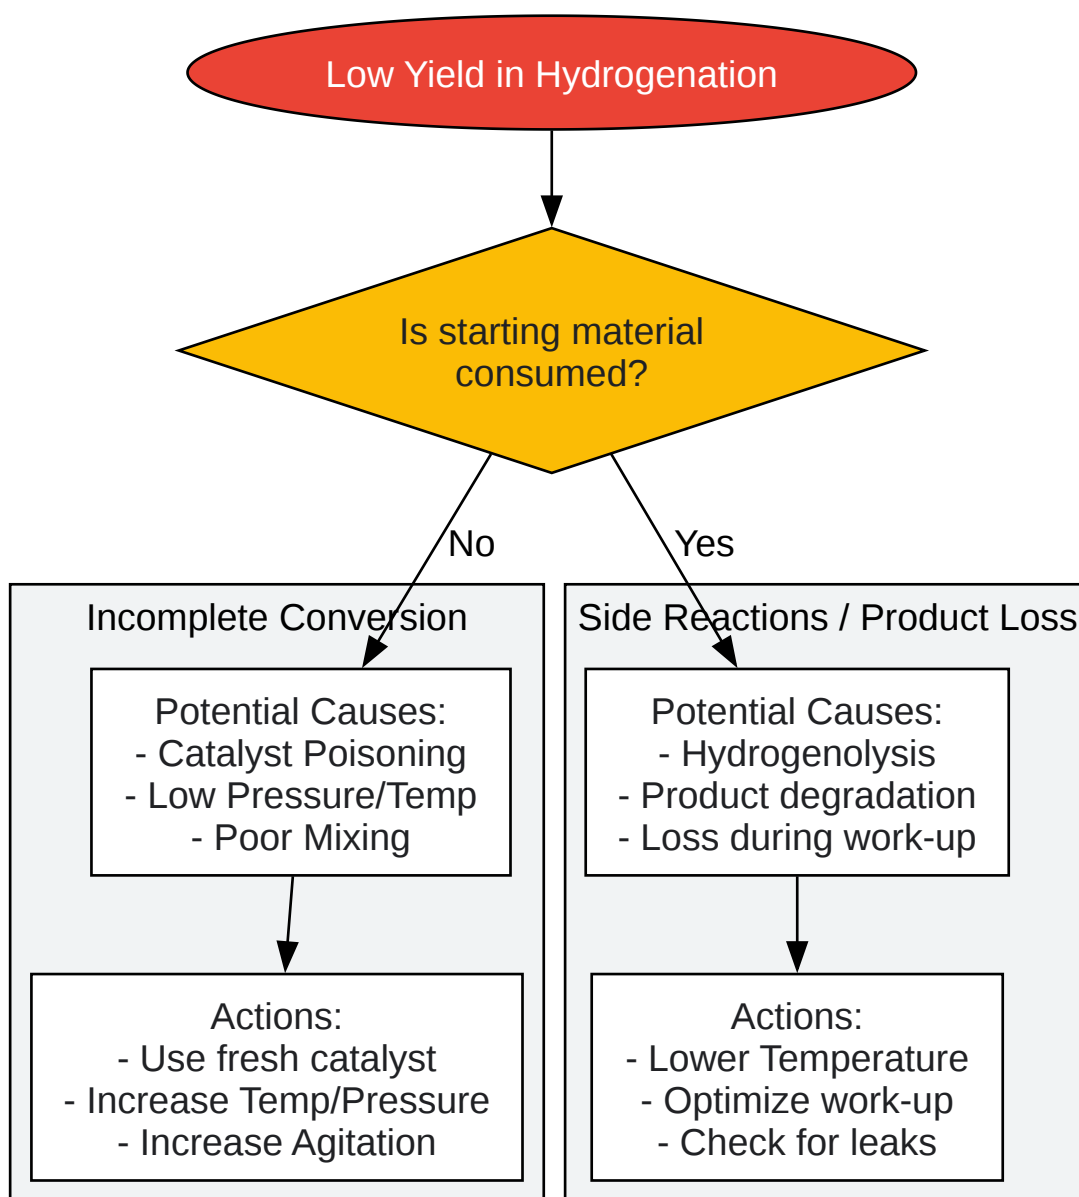 Low Yield in Hydrogenation
Is starting material
consumed?
No
Yes
Incomplete Conversion
Potential Causes:
- Catalyst Poisoning
- Low Pressure/Temp
- Poor Mixing
Actions:
- Use fresh catalyst
- Increase Temp/Pressure
- Increase Agitation
Side Reactions / Product Loss
Potential Causes:
- Hydrogenolysis
- Product degradation
- Loss during work-up
Actions:
- Lower Temperature
- Optimize work-up
- Check for leaks